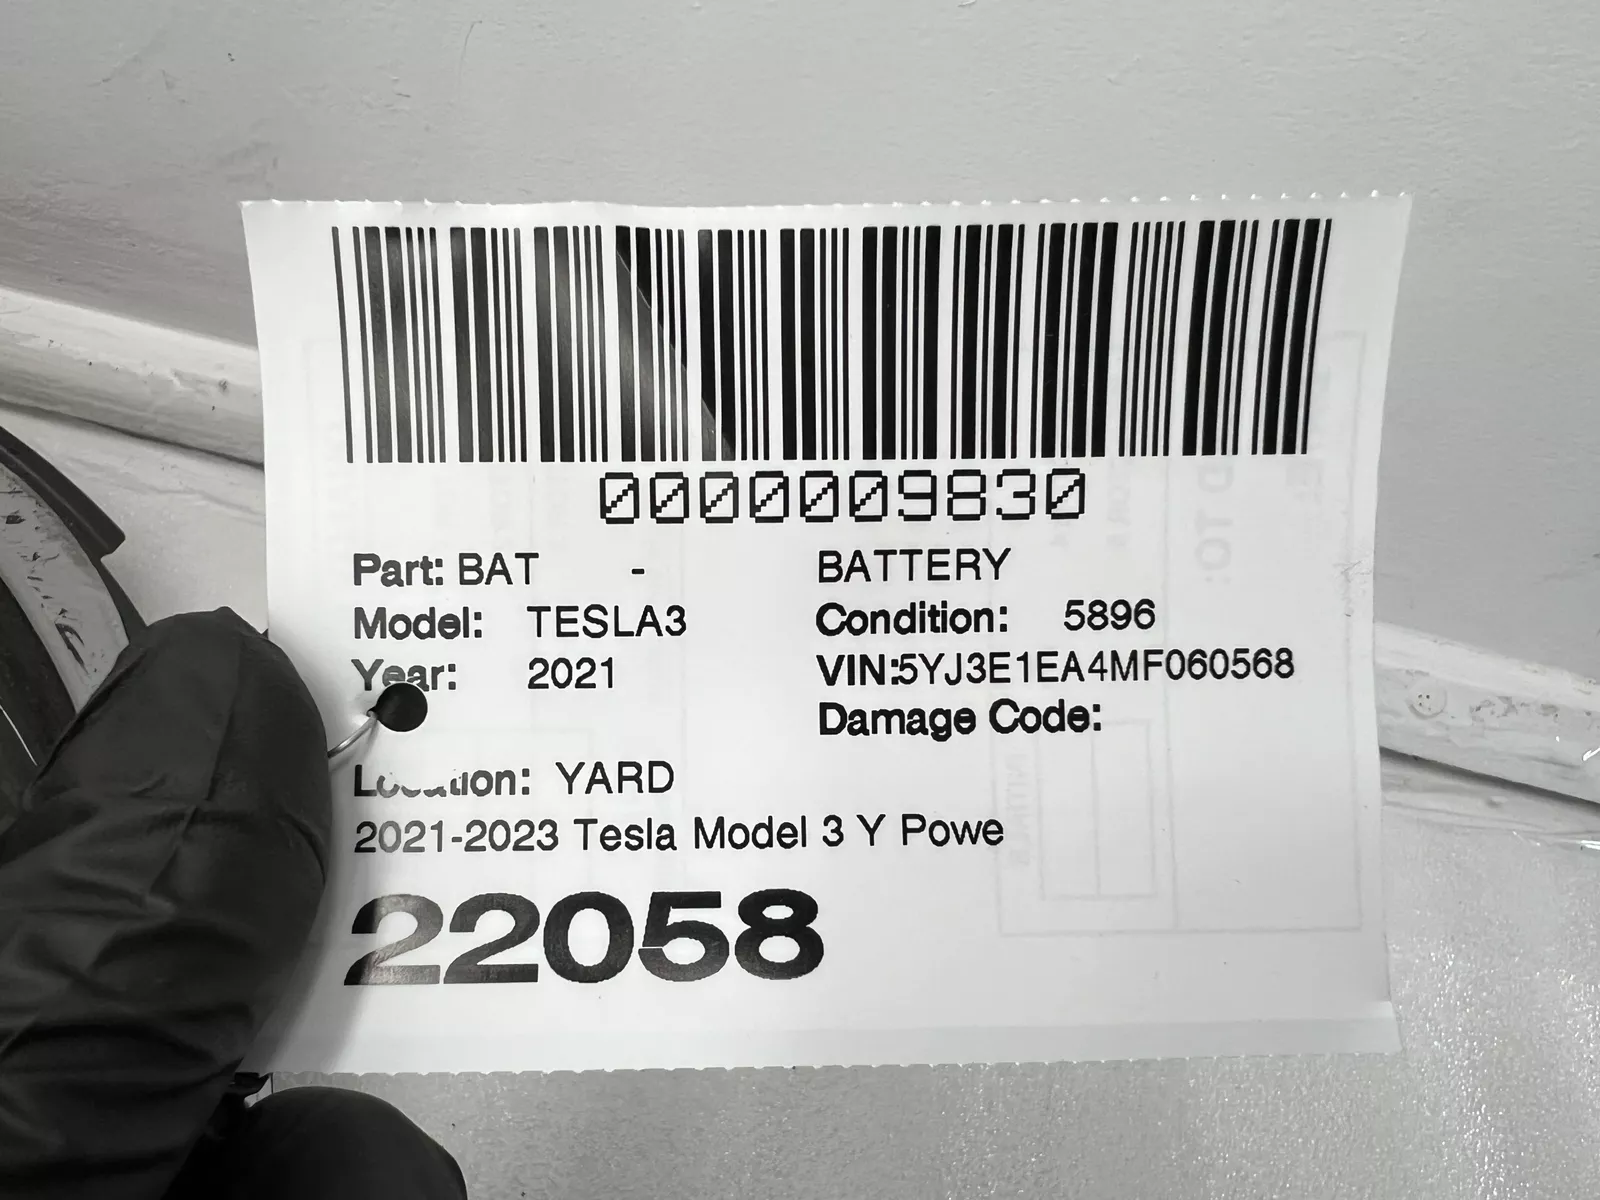 0000009830
Part: BAT - BATTERY
Model: TESLA3 Condition: 5896
Year: 2021 VIN:5YJ3E1EA4MF060568
Damage Code:
Location: YARD
2021-2023 Tesla Model 3 Y Powe
22058